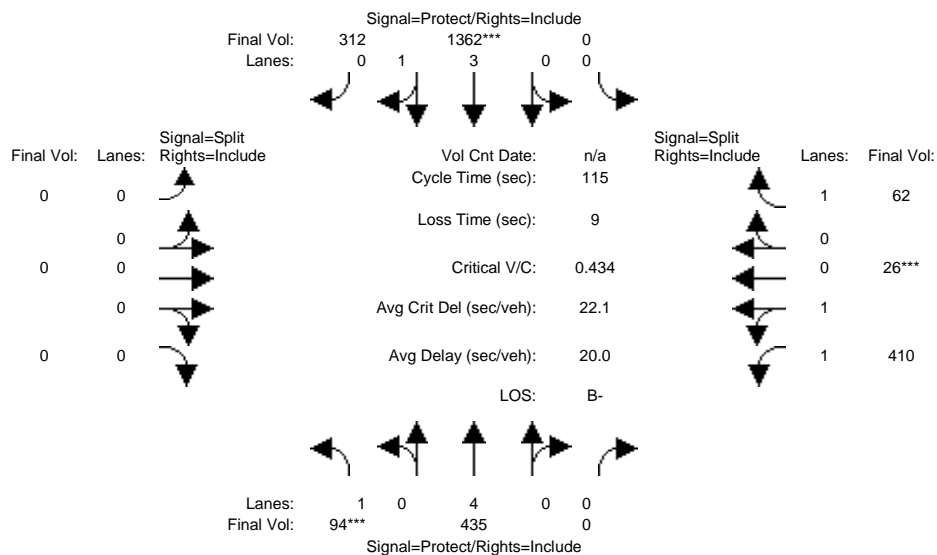 Signal=Protect/Rights=Include
Final Vol: 312 1362*** 0
Lanes: 0 1 3 0 0
Signal=Split Signal=Split
Final Vol: Lanes: Rights=Include Vol Cnt Date: n/a Rights=Include Lanes: Final Vol:
Cycle Time (sec): 115
0 0 1 62
Loss Time (sec): 9
0 0
0 0 Critical V/C: 0.434 0 26***
0 Avg Crit Del (sec/veh): 22.1 1
0 0 Avg Delay (sec/veh): 20.0 1 410
LOS: B-
Lanes: 1 0 4 0 0
Final Vol: 94*** 435 0
Signal=Protect/Rights=Include